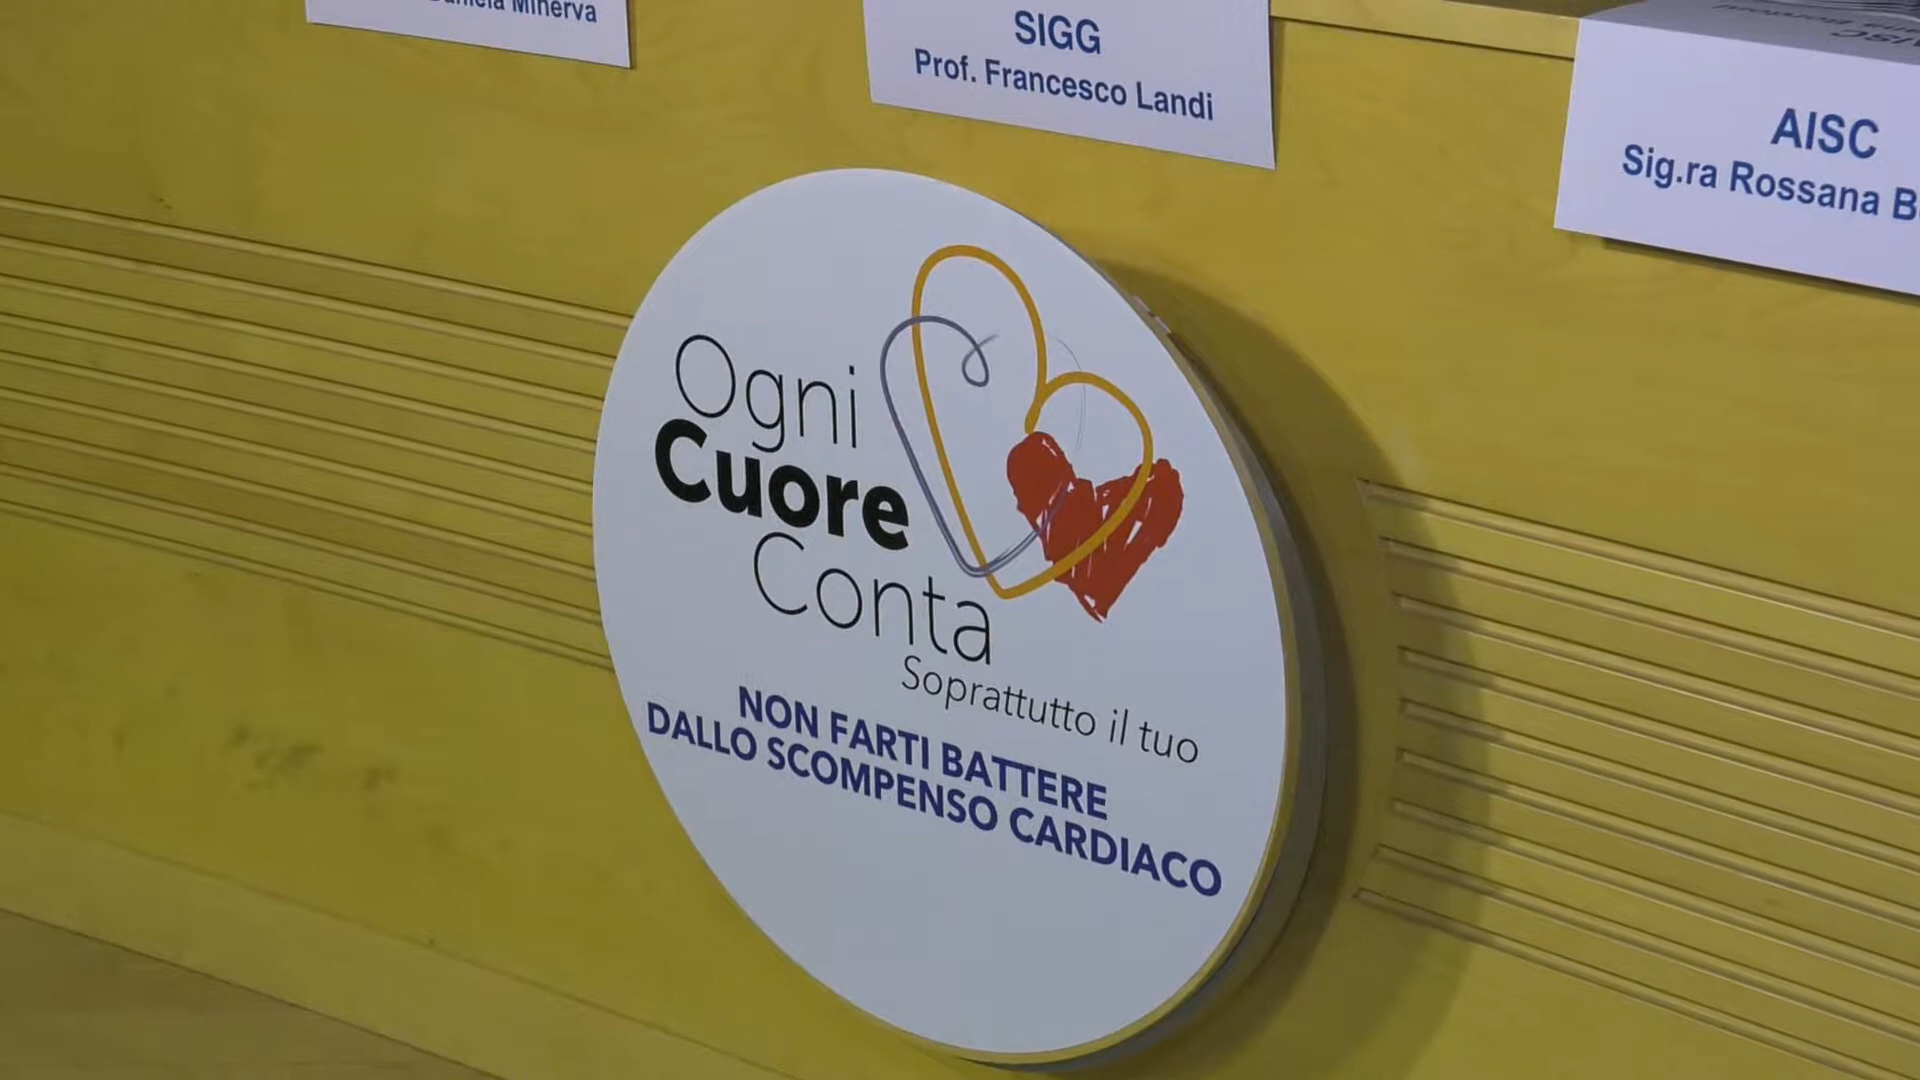 Minerva
SIGG
Prof. Francesco Landi
AISC
Sig.ra Rossana
Ogni
Cuore
Conta
Soprattutto il tuo
NON FARTI BATTERE
DALLO SCOMPENSO CARDIACO